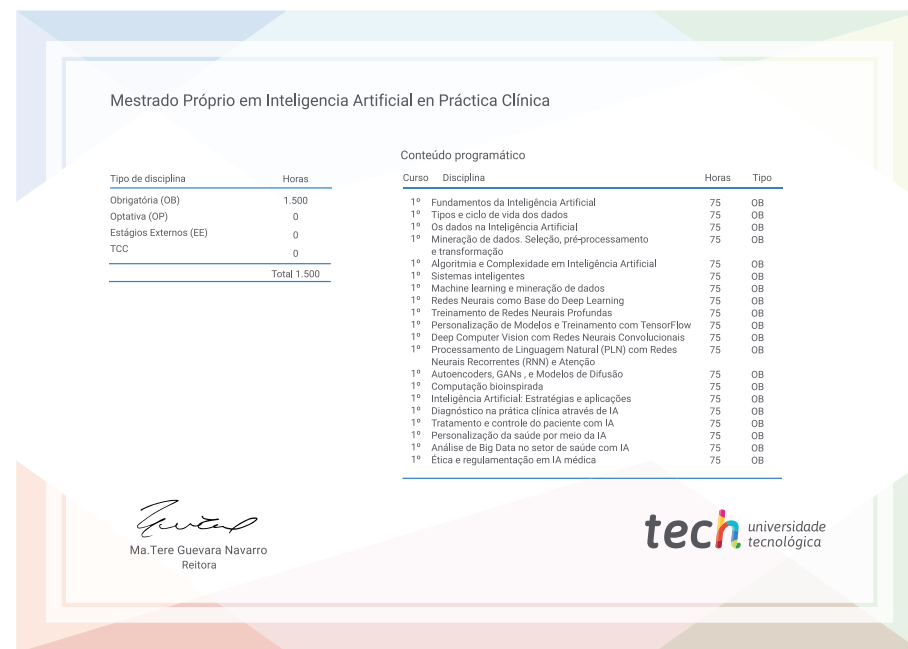 Mestrado Próprio em Inteligencia Artificial en Práctica Clínica
Tipo de disciplina Horas
Obrigatória (OB) 1.500
Optativa (OP) 0
Estágios Externos (EE) 0
TCC 0
Total 1.500
Conteúdo programático
Curso Disciplina Horas Tipo
1º Fundamentos da Inteligência Artificial 75 OB
1º Tipos e ciclo de vida dos dados 75 OB
1º Os dados na Inteligência Artificial 75 OB
1º Mineração de dados. Seleção, pré-processamento 75 OB
e transformação
1º Algoritmia e Complexidade em Inteligência Artificial 75 OB
1º Sistemas inteligentes 75 OB
1º Machine learning e mineração de dados 75 OB
1º Redes Neurais como Base do Deep Learning 75 OB
1º Treinamento de Redes Neurais Profundas 75 OB
1º Personalização de Modelos e Treinamento com TensorFlow 75 OB
1º Deep Computer Vision com Redes Neurais Convolucionais 75 OB
1º Processamento de Linguagem Natural (PLN) com Redes 75 OB
Neurais Recorrentes (RNN) e Atenção
1º Autoencoders, GANs , e Modelos de Difusão 75 OB
1º Computação bioinspirada 75 OB
1º Inteligência Artificial: Estratégias e aplicações 75 OB
1º Diagnóstico na prática clínica através de IA 75 OB
1º Tratamento e controle do paciente com IA 75 OB
1º Personalização da saúde por meio da IA 75 OB
1º Análise de Big Data no setor de saúde com IA 75 OB
1º Ética e regulamentação em IA médica 75 OB
Ma.Tere Guevara Navarro
Reitora
tech universidade
tecnológica